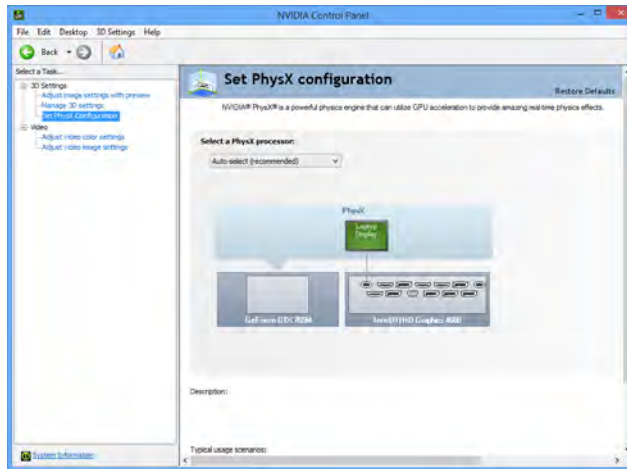 NVIDIA Control Panel
File Edit Desktop 3D Settings Help
Back
Select a Task...
3D Settings
Adjust image settings with preview
Manage 3D settings
Set PhysX Configuration
Video
Adjust video color settings
Adjust video image settings
System Information
Set PhysX configuration
Restore Defaults
NVIDIA® PhysX® is a powerful physics engine that can utilize GPU acceleration to provide amazing real-time physics effects.
Select a PhysX processor:
Auto-select (recommended)
PhysX
Laptop
Display
Intel(R) HD Graphics 4600
Description:
Typical usage scenarios: